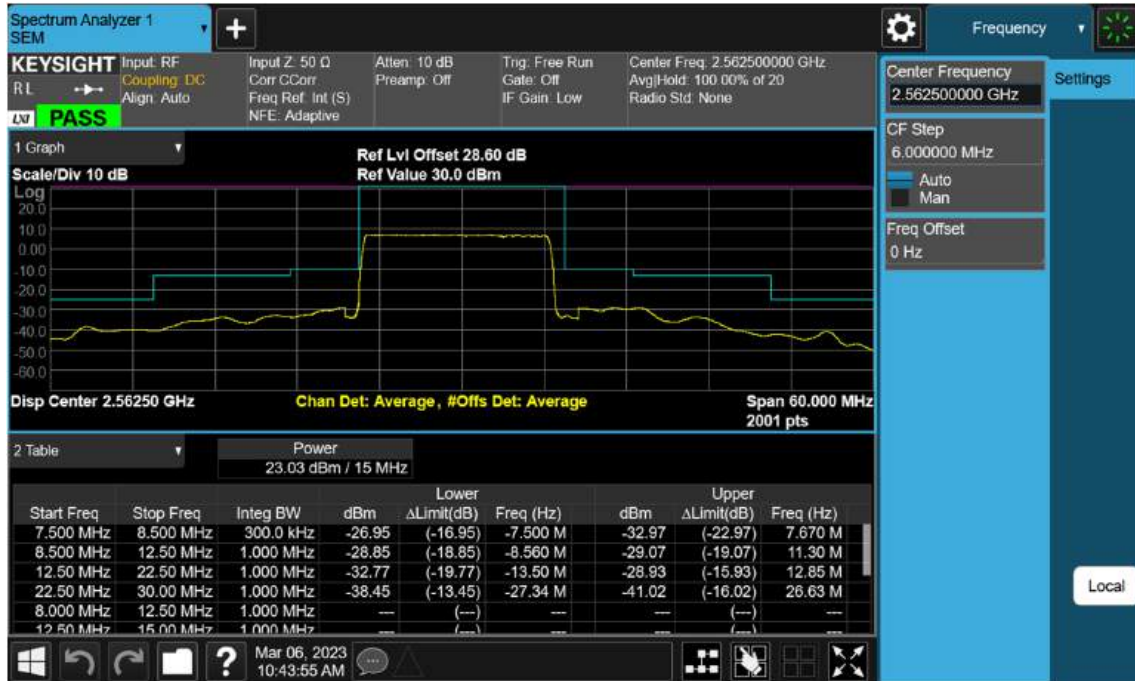 Spectrum Analyzer 1
SEM
Frequency
KEYSIGHT
R L
LXI PASS
Input: RF
Coupling: DC
Align: Auto
Input Z: 50 Ω
Corr CCorr
Freq Ref: Int (S)
NFE: Adaptive
Atten: 10 dB
Preamp: Off
Trig: Free Run
Gate: Off
IF Gain: Low
Center Freq: 2.562500000 GHz
Avg|Hold: 100.00% of 20
Radio Std: None
Center Frequency
2.562500000 GHz
Settings
CF Step
6.000000 MHz
Auto
Man
Freq Offset
0 Hz
Local
1 Graph
Scale/Div 10 dB
Ref Lvl Offset 28.60 dB
Ref Value 30.0 dBm
Log
20.0
10.0
0.00
-10.0
-20.0
-30.0
-40.0
-50.0
-60.0
Disp Center 2.56250 GHz
Chan Det: Average, #Offs Det: Average
Span 60.000 MHz
2001 pts
2 Table
Power
23.03 dBm / 15 MHz
Lower Upper
Start Freq Stop Freq Integ BW dBm ΔLimit(dB) Freq (Hz) dBm ΔLimit(dB) Freq (Hz)
7.500 MHz 8.500 MHz 300.0 kHz -26.95 (-16.95) -7.500 M -32.97 (-22.97) 7.670 M
8.500 MHz 12.50 MHz 1.000 MHz -28.85 (-18.85) -8.560 M -29.07 (-19.07) 11.30 M
12.50 MHz 22.50 MHz 1.000 MHz -32.77 (-19.77) -13.50 M -28.93 (-15.93) 12.85 M
22.50 MHz 30.00 MHz 1.000 MHz -38.45 (-13.45) -27.34 M -41.02 (-16.02) 26.63 M
8.000 MHz 12.50 MHz 1.000 MHz --- (---) --- --- (---) ---
12.50 MHz 15.00 MHz 1.000 MHz --- (---) --- --- (---) ---
?
Mar 06, 2023
10:43:55 AM